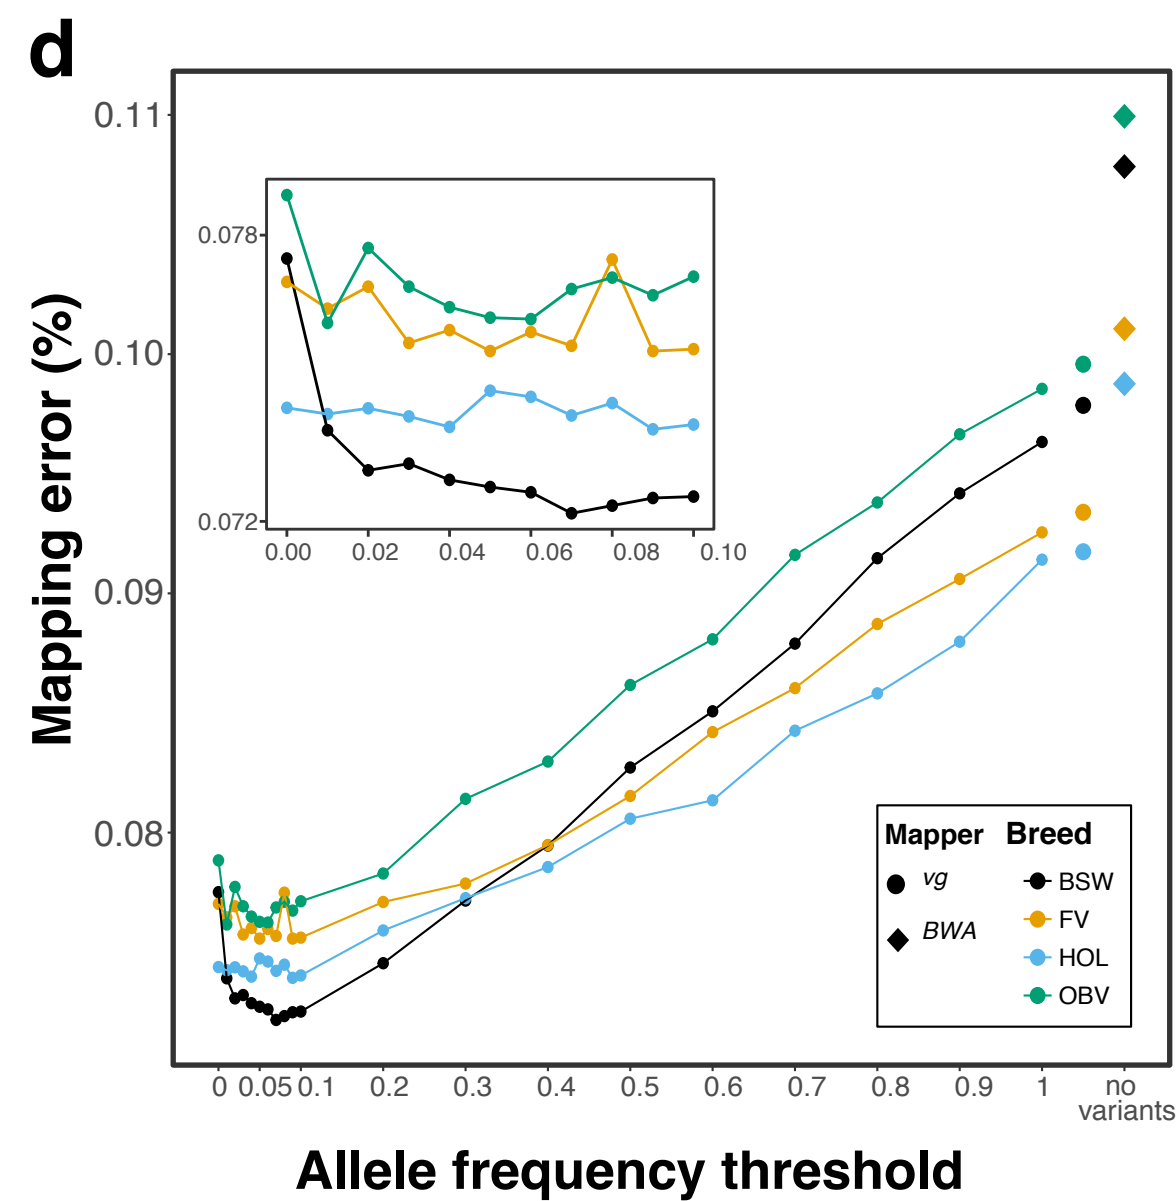 d
Mapping error (%)
0.11
0.10
0.09
0.08
0.078
0.072
0.00 0.02 0.04 0.06 0.08 0.10
Mapper Breed
vg
BWA
BSW
FV
HOL
OBV
0 0.05 0.1 0.2 0.3 0.4 0.5 0.6 0.7 0.8 0.9 1 no
variants
Allele frequency threshold